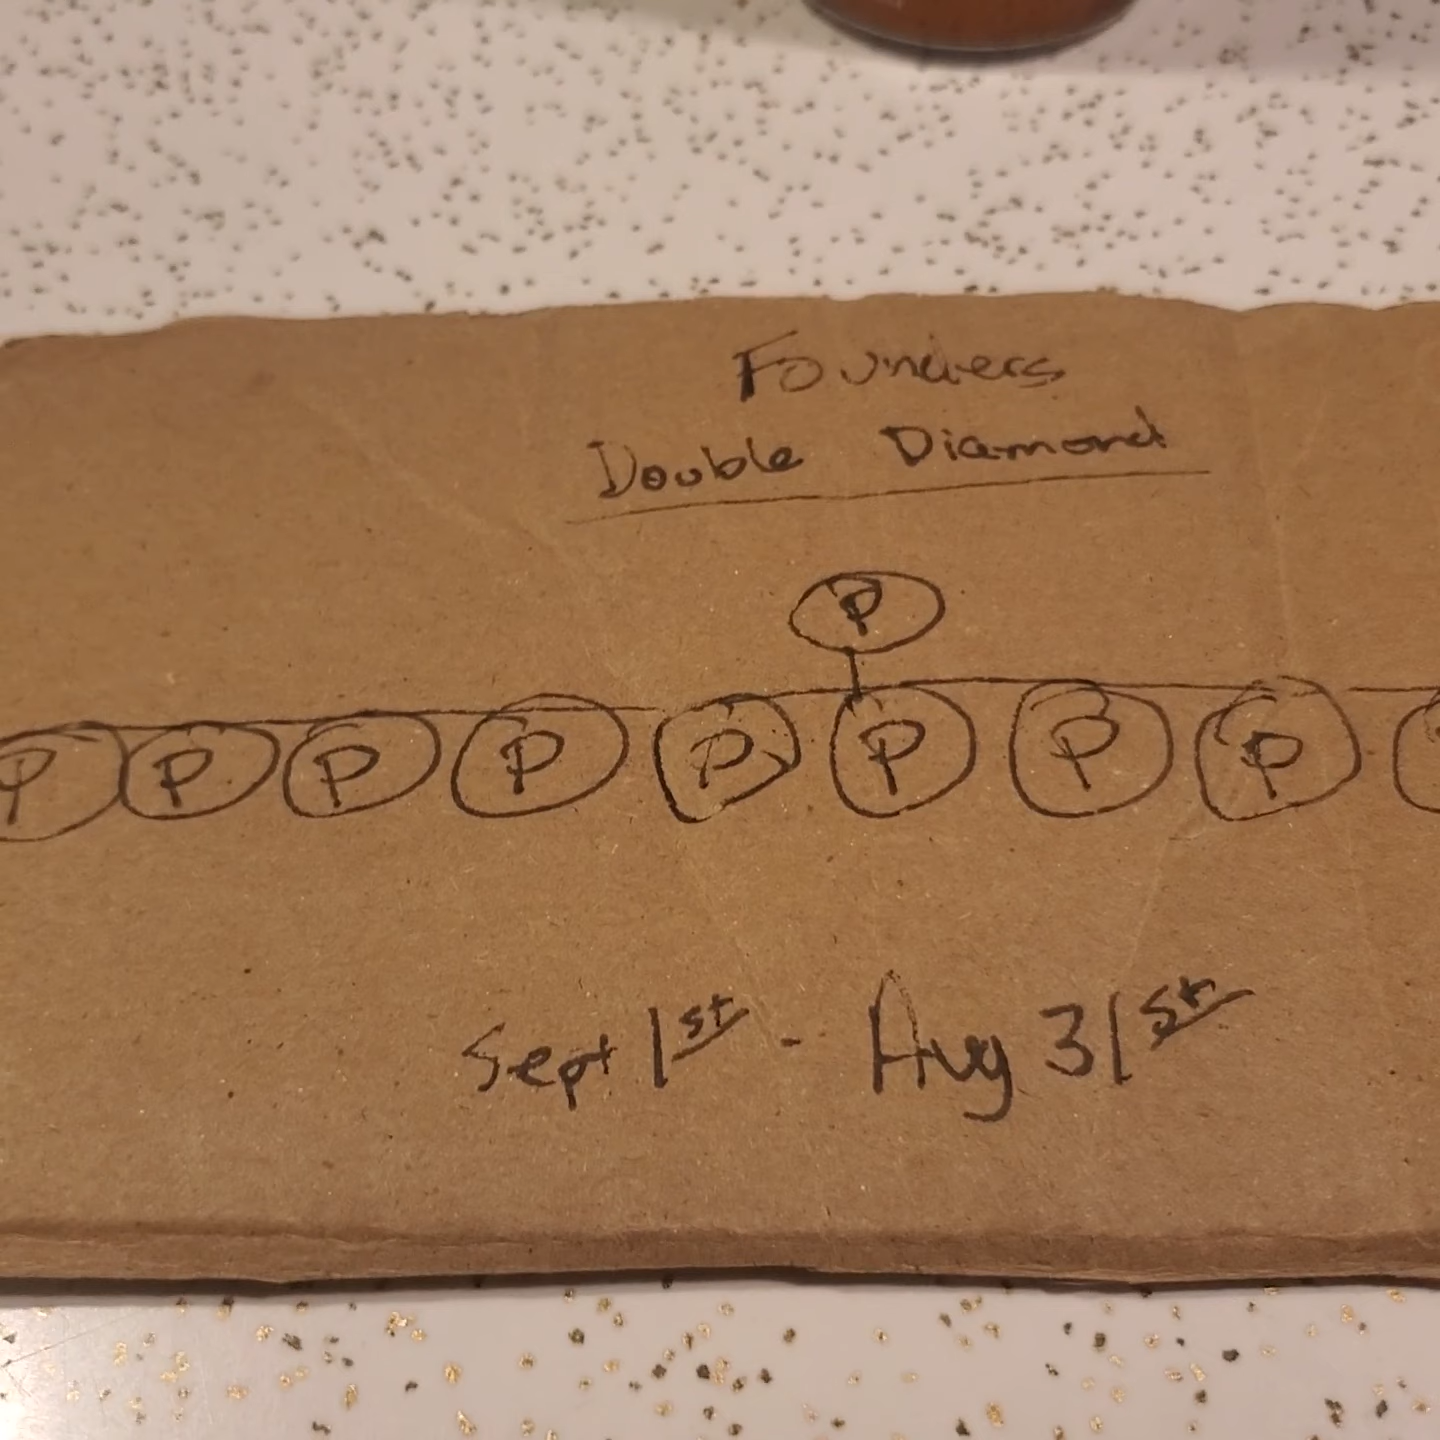 Founders
Double Diamond
P
P P P P P P P P
Sept 1st - Aug 31st